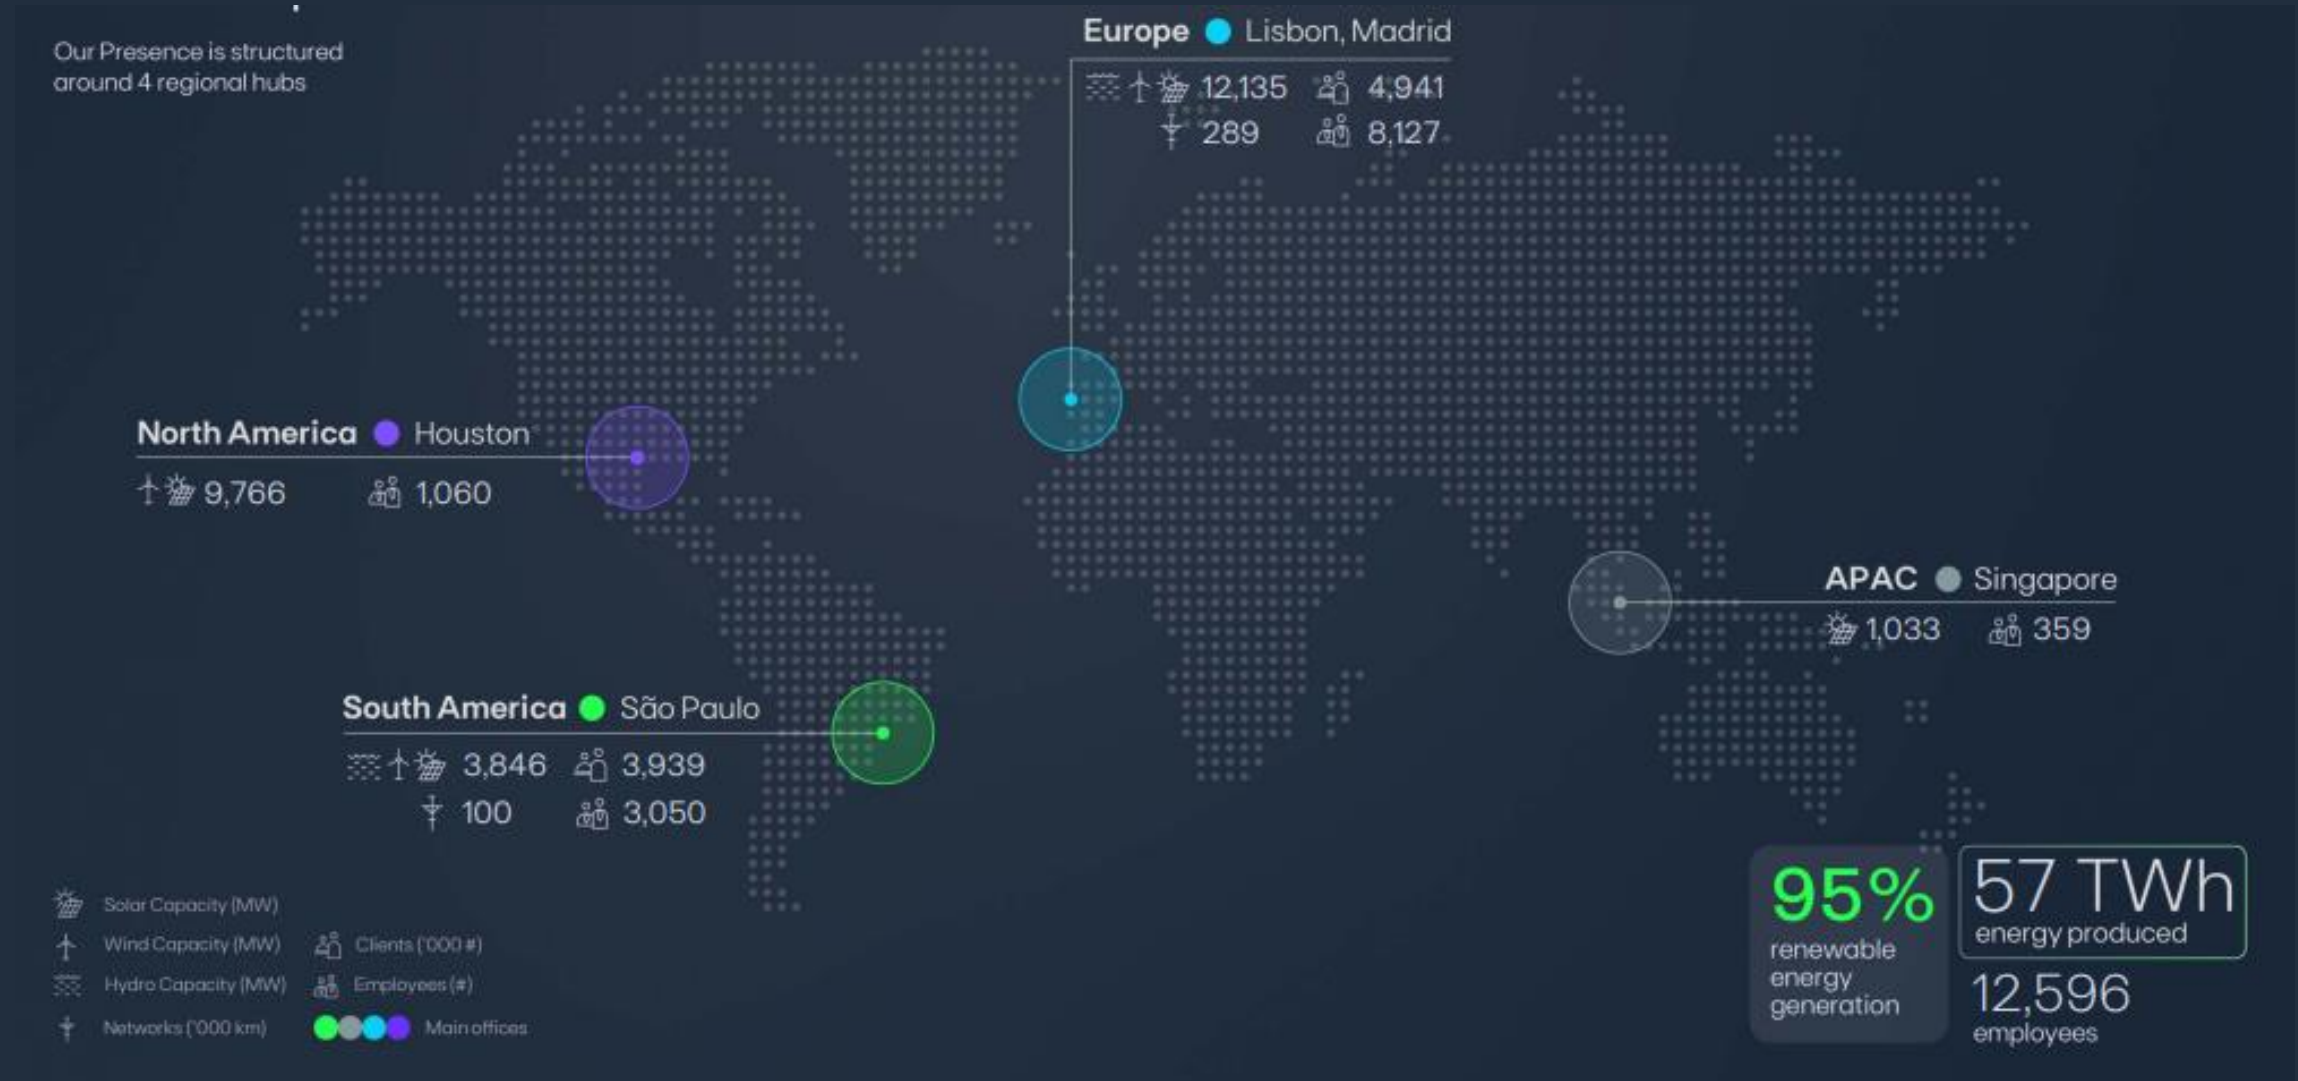 Our Presence is structured
around 4 regional hubs
Europe Lisbon, Madrid
12,135 4,941
289 8,127
North America Houston
9,766 1,060
APAC Singapore
1,033 359
South America São Paulo
3,846 3,939
100 3,050
Solar Capacity (MW)
Wind Capacity (MW) Clients ('000 #)
Hydro Capacity (MW) Employees (#)
Networks ('000 km) Main offices
95%
renewable
energy
generation
57 TWh
energy produced
12,596
employees